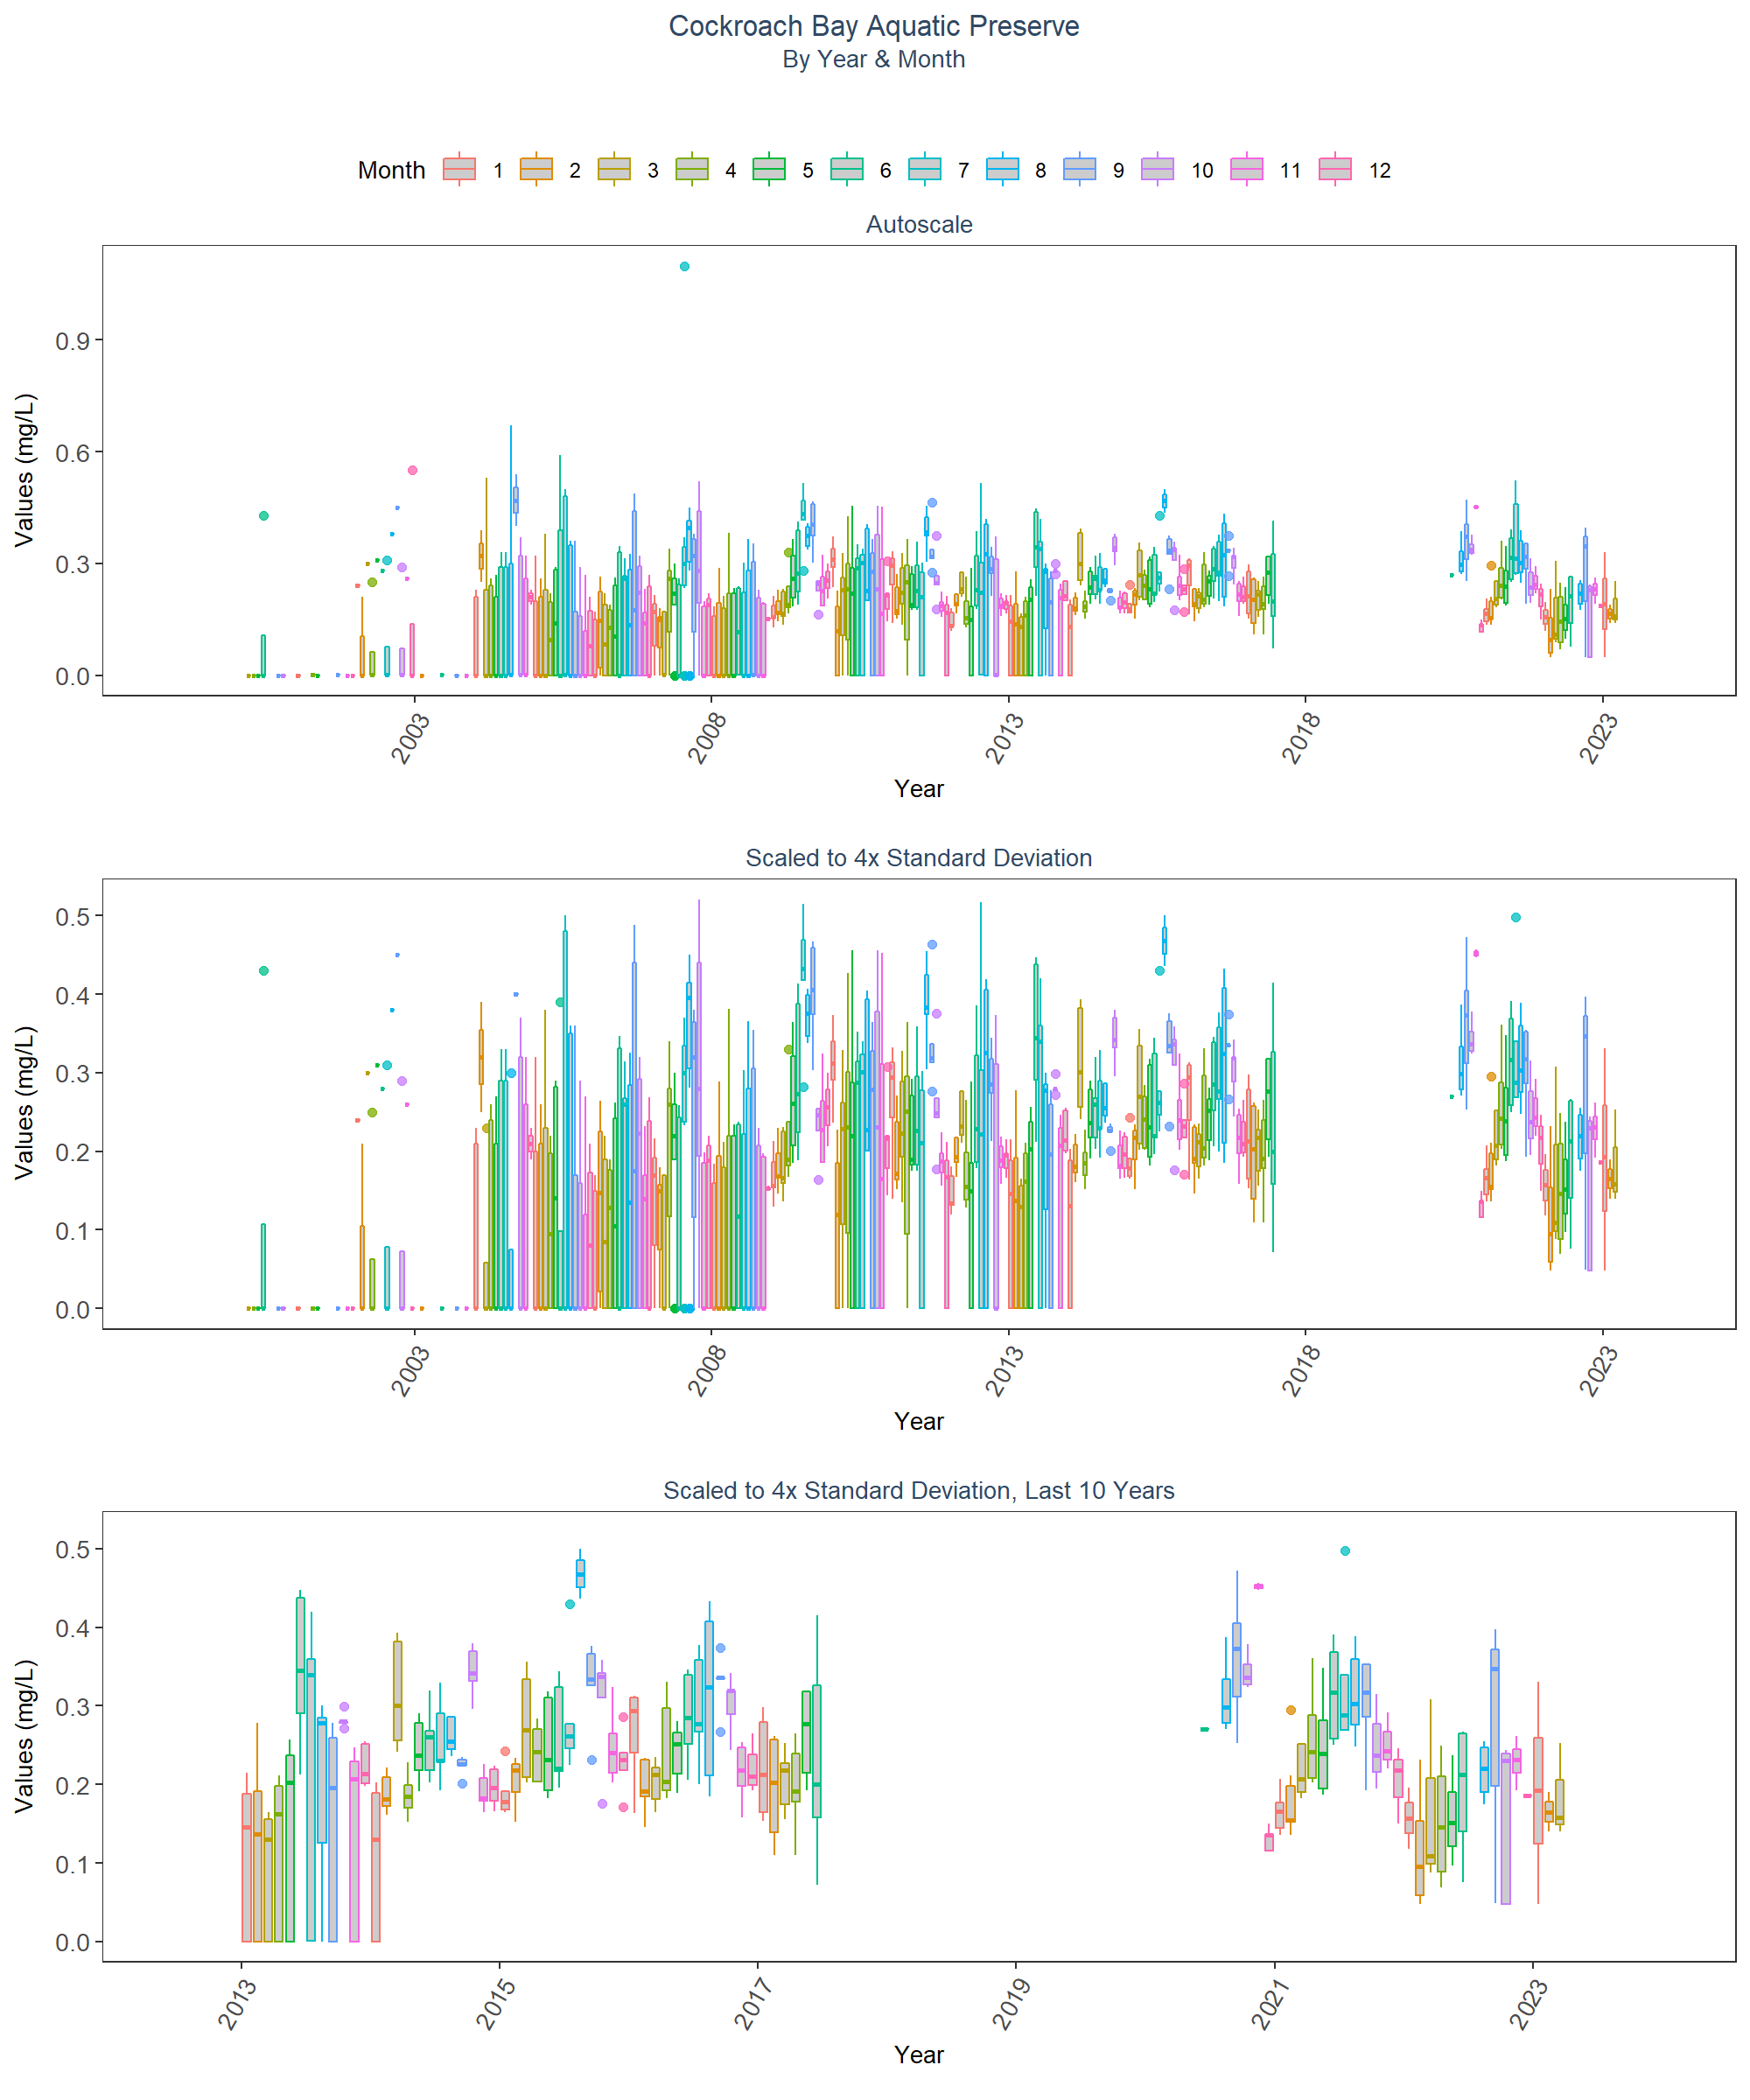 Cockroach Bay Aquatic Preserve
By Year & Month
Month 1 2 3 4 5 6 7 8 9 10 11 12
Autoscale
Values (mg/L)
0.9
0.6
0.3
0.0
2003 2008 2013 2018 2023
Year
Scaled to 4x Standard Deviation
Values (mg/L)
0.5
0.4
0.3
0.2
0.1
0.0
2003 2008 2013 2018 2023
Year
Scaled to 4x Standard Deviation, Last 10 Years
Values (mg/L)
0.5
0.4
0.3
0.2
0.1
0.0
2013 2015 2017 2019 2021 2023
Year